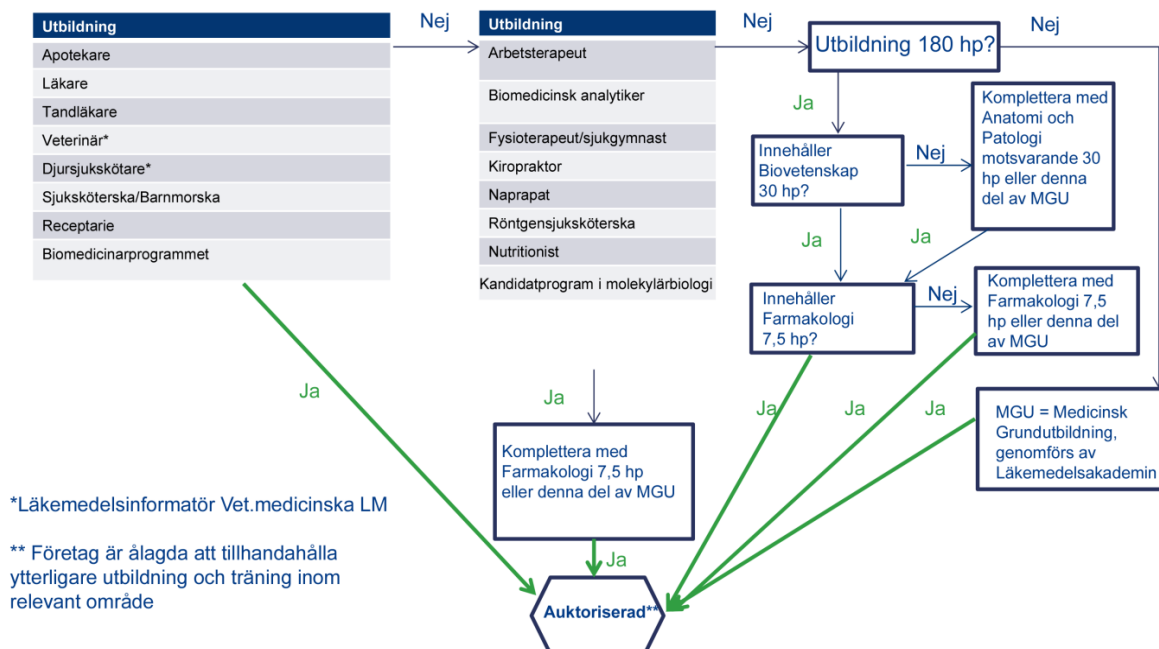 Utbildning
Apotekare
Läkare
Tandläkare
Veterinär*
Djursjukskötare*
Sjuksköterska/Barnmorska
Receptarie
Biomedicinarprogrammet
Nej
Utbildning
Arbetsterapeut
Biomedicinsk analytiker
Fysioterapeut/sjukgymnast
Kiropraktor
Naprapat
Röntgensjuksköterska
Nutritionist
Kandidatprogram i molekylärbiologi
Nej
Utbildning 180 hp?
Nej
Ja
Innehåller
Biovetenskap
30 hp?
Nej
Komplettera med
Anatomi och
Patologi
motsvarande 30
hp eller denna
del av MGU
Ja
Ja
Innehåller
Farmakologi
7,5 hp?
Nej
Komplettera med
Farmakologi 7,5
hp eller denna del
av MGU
Ja
Ja
Ja
Ja
Ja
MGU = Medicinsk
Grundutbildning,
genomförs av
Läkemedelsakademin
Komplettera med
Farmakologi 7,5 hp
eller denna del av MGU
Ja
Auktoriserad**
*Läkemedelsinformatör Vet.medicinska LM
** Företag är ålagda att tillhandahålla
ytterligare utbildning och träning inom
relevant område